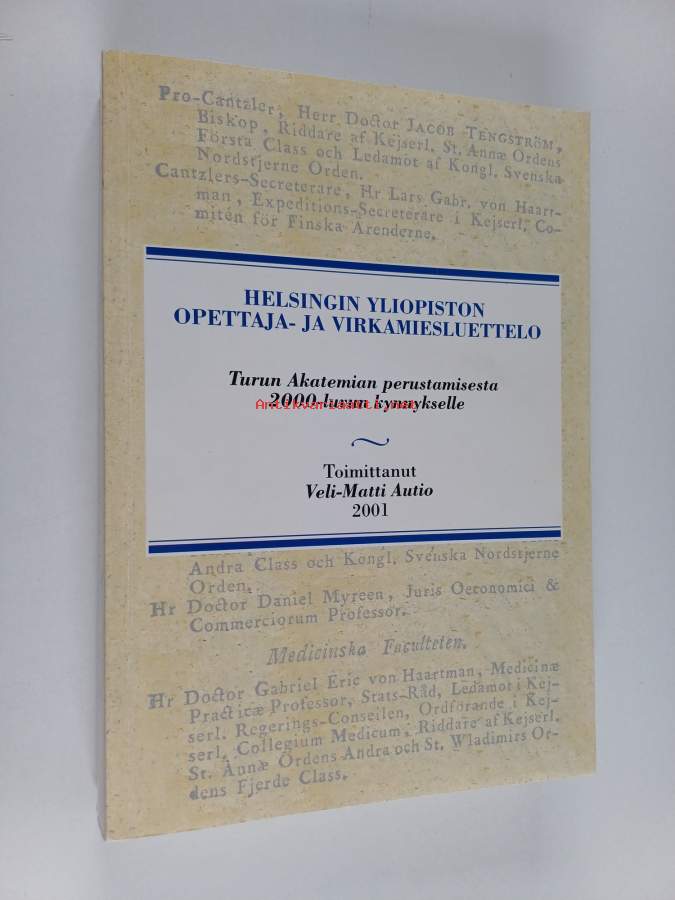 Pro-Cantzler, Herr Doctor JACOB TENGSTRÖM,
Biskop, Riddare af Kejserl. St. Annæ Ordens
Första Class och Ledamot af Kongl. Svenska
Nordstjerne Orden.
Cantzlers-Secreterare, Hr Lars Gabr. von Haart-
man, Expeditions-Secreterare i Kejserl. Co-
miten för Finska Ärenderne.
HELSINGIN YLIOPISTON
OPETTAJA- JA VIRKAMIESLUETTELO
Turun Akatemian perustamisesta
2000-luvun kynnykselle
Antikvariaatti.net
Toimittanut
Veli-Matti Autio
2001
Andra Class och Kongl. Svenska Nordstjerne
Orden.
Hr Doctor Daniel Myreen, Juris Oeconomici &
Commerciorum Professor.
Medicinska Faculteten.
Hr Doctor Gabriel Eric von Haartman, Medicinæ
Practicæ Professor, Stats-Råd, Ledamot i Kej-
serl. Regerings-Conseilen, Ordförande i Kej-
serl. Collegium Medicum, Riddare af Kejserl.
St. Annæ Ordens Andra och St. Wladimirs Or-
dens Fjerde Class.